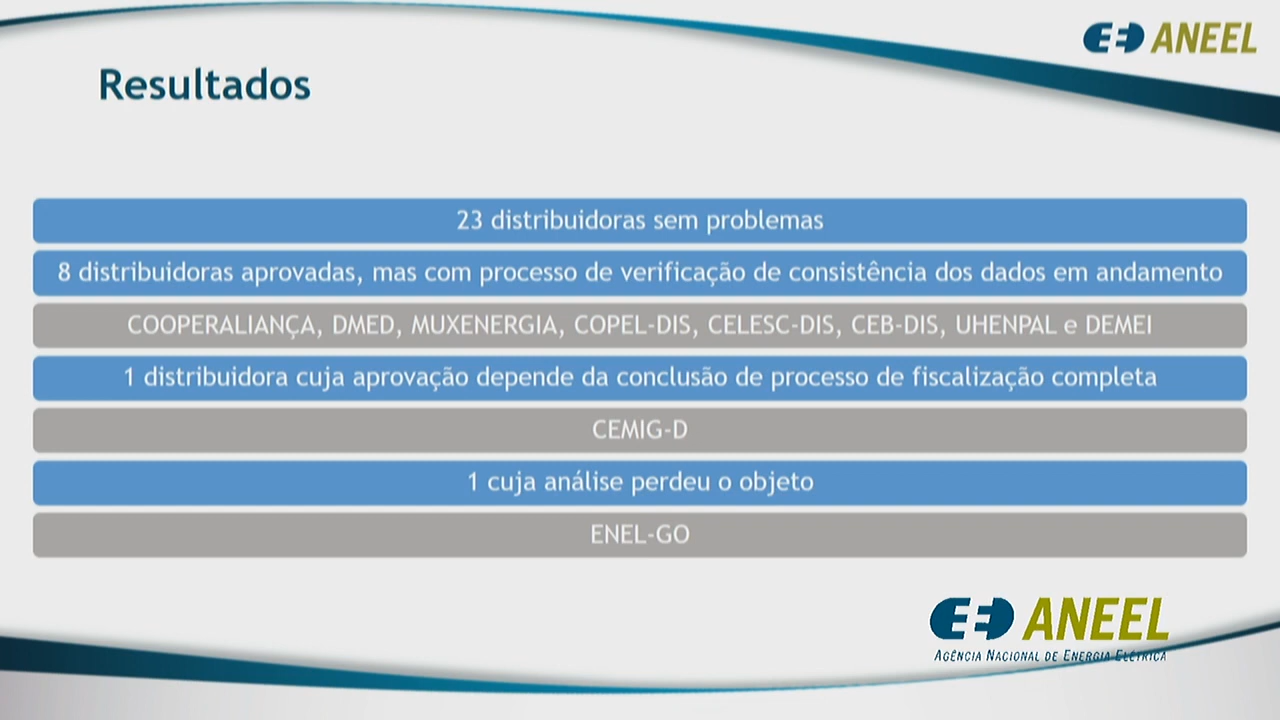 ANEEL
Resultados
23 distribuidoras sem problemas
8 distribuidoras aprovadas, mas com processo de verificação de consistência dos dados em andamento
COOPERALIANÇA, DMED, MUXENERGIA, COPEL-DIS, CELESC-DIS, CEB-DIS, UHENPAL e DEMEI
1 distribuidora cuja aprovação depende da conclusão de processo de fiscalização completa
CEMIG-D
1 cuja análise perdeu o objeto
ENEL-GO
ANEEL
AGÊNCIA NACIONAL DE ENERGIA ELÉTRICA